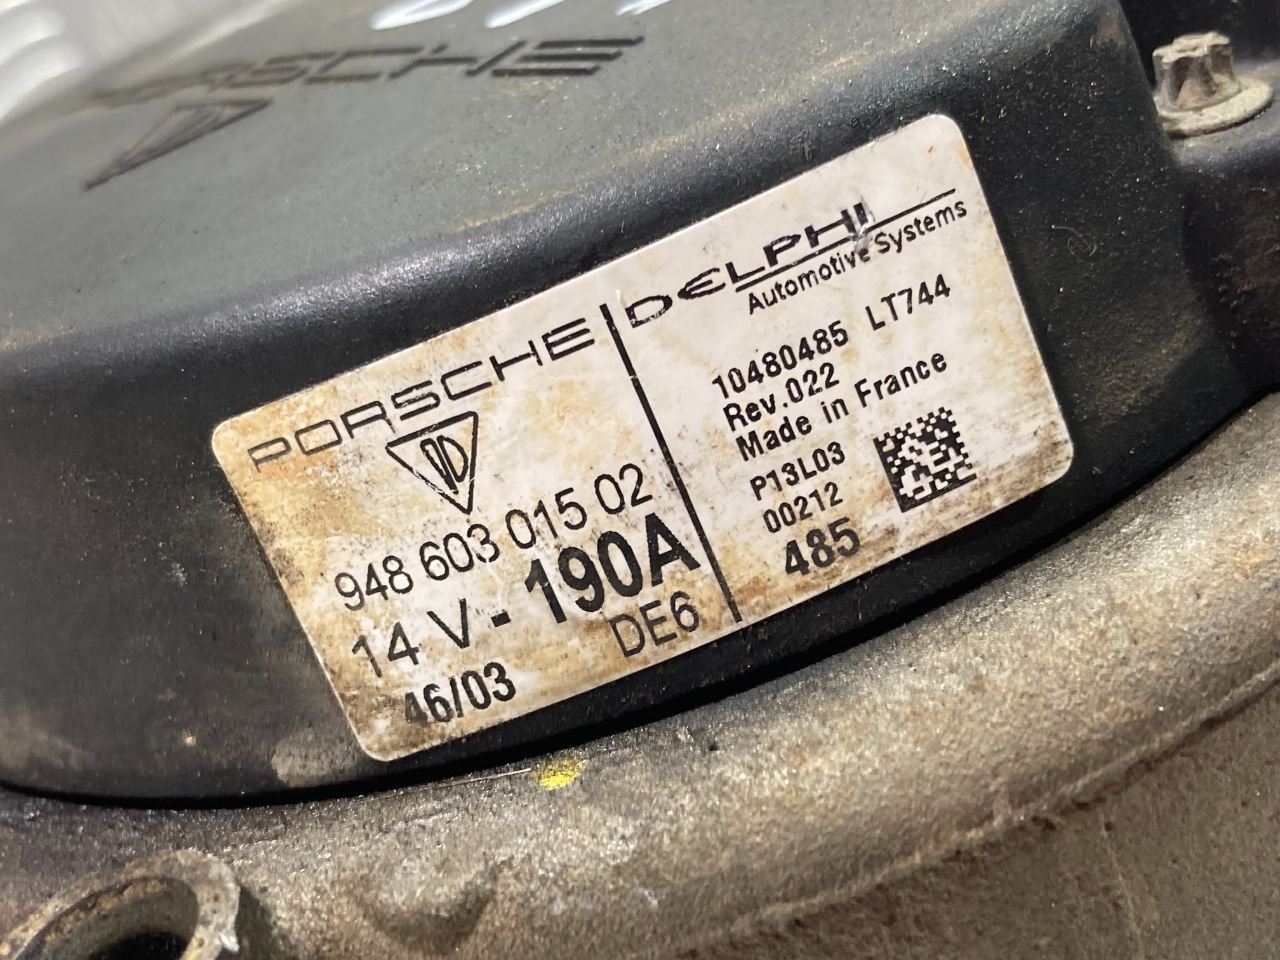 PORSCHE
PORSCHE
948 603 015 02
14 V - 190A
46/03
DE6
DELPHI
Automotive Systems
10480485 LT744
Rev.022
Made in France
P13L03
00212
485